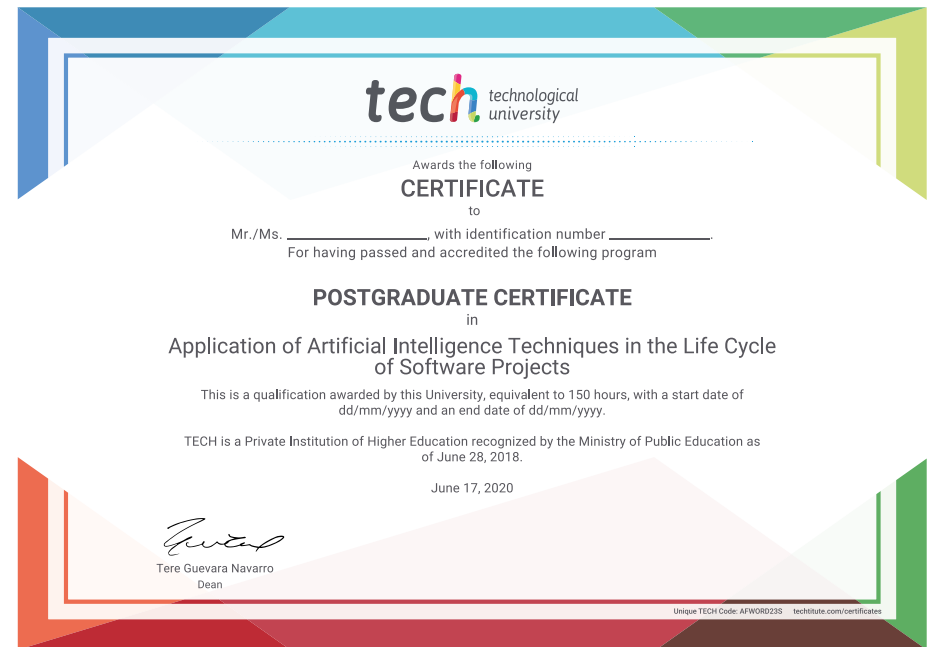 tech technological
university
Awards the following
CERTIFICATE
to
Mr./Ms. ____________________, with identification number ______________.
For having passed and accredited the following program
POSTGRADUATE CERTIFICATE
in
Application of Artificial Intelligence Techniques in the Life Cycle
of Software Projects
This is a qualification awarded by this University, equivalent to 150 hours, with a start date of
dd/mm/yyyy and an end date of dd/mm/yyyy.
TECH is a Private Institution of Higher Education recognized by the Ministry of Public Education as
of June 28, 2018.
June 17, 2020
Tere Guevara Navarro
Dean
Unique TECH Code: AFWORD23S techtitute.com/certificates